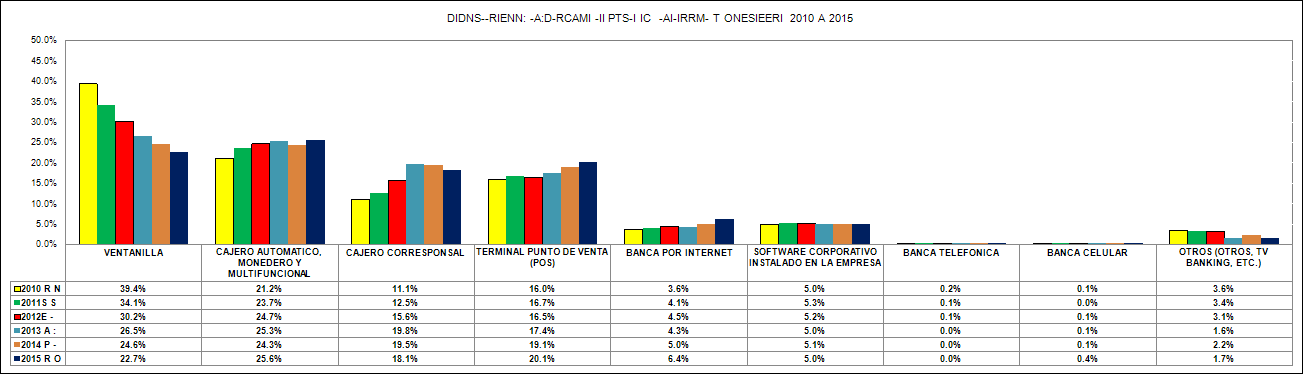 DIDNS--RIENN: -A:D-RCAMI -II PTS-I IC -AI-IRRM- T ONESIEERI 2010 A 2015
50.0%
45.0%
40.0%
35.0%
30.0%
25.0%
20.0%
15.0%
10.0%
5.0%
0.0%
VENTANILLA
CAJERO AUTOMATICO, MONEDERO Y MULTIFUNCIONAL
CAJERO CORRESPONSAL
TERMINAL PUNTO DE VENTA (POS)
BANCA POR INTERNET
SOFTWARE CORPORATIVO INSTALADO EN LA EMPRESA
BANCA TELEFONICA
BANCA CELULAR
OTROS (OTROS, TV BANKING, ETC.)
2010 R N 39.4% 21.2% 11.1% 16.0% 3.6% 5.0% 0.2% 0.1% 3.6%
2011S S 34.1% 23.7% 12.5% 16.7% 4.1% 5.3% 0.1% 0.0% 3.4%
2012E - 30.2% 24.7% 15.6% 16.5% 4.5% 5.2% 0.1% 0.1% 3.1%
2013 A : 26.5% 25.3% 19.8% 17.4% 4.3% 5.0% 0.0% 0.1% 1.6%
2014 P - 24.6% 24.3% 19.5% 19.1% 5.0% 5.1% 0.0% 0.1% 2.2%
2015 R O 22.7% 25.6% 18.1% 20.1% 6.4% 5.0% 0.0% 0.4% 1.7%